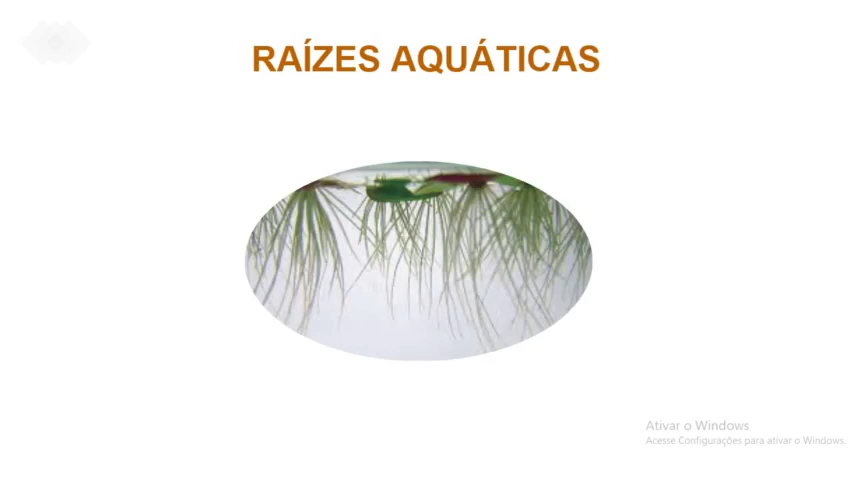 RAÍZES AQUÁTICAS
Ativar o Windows
Acesse Configurações para ativar o Windows.